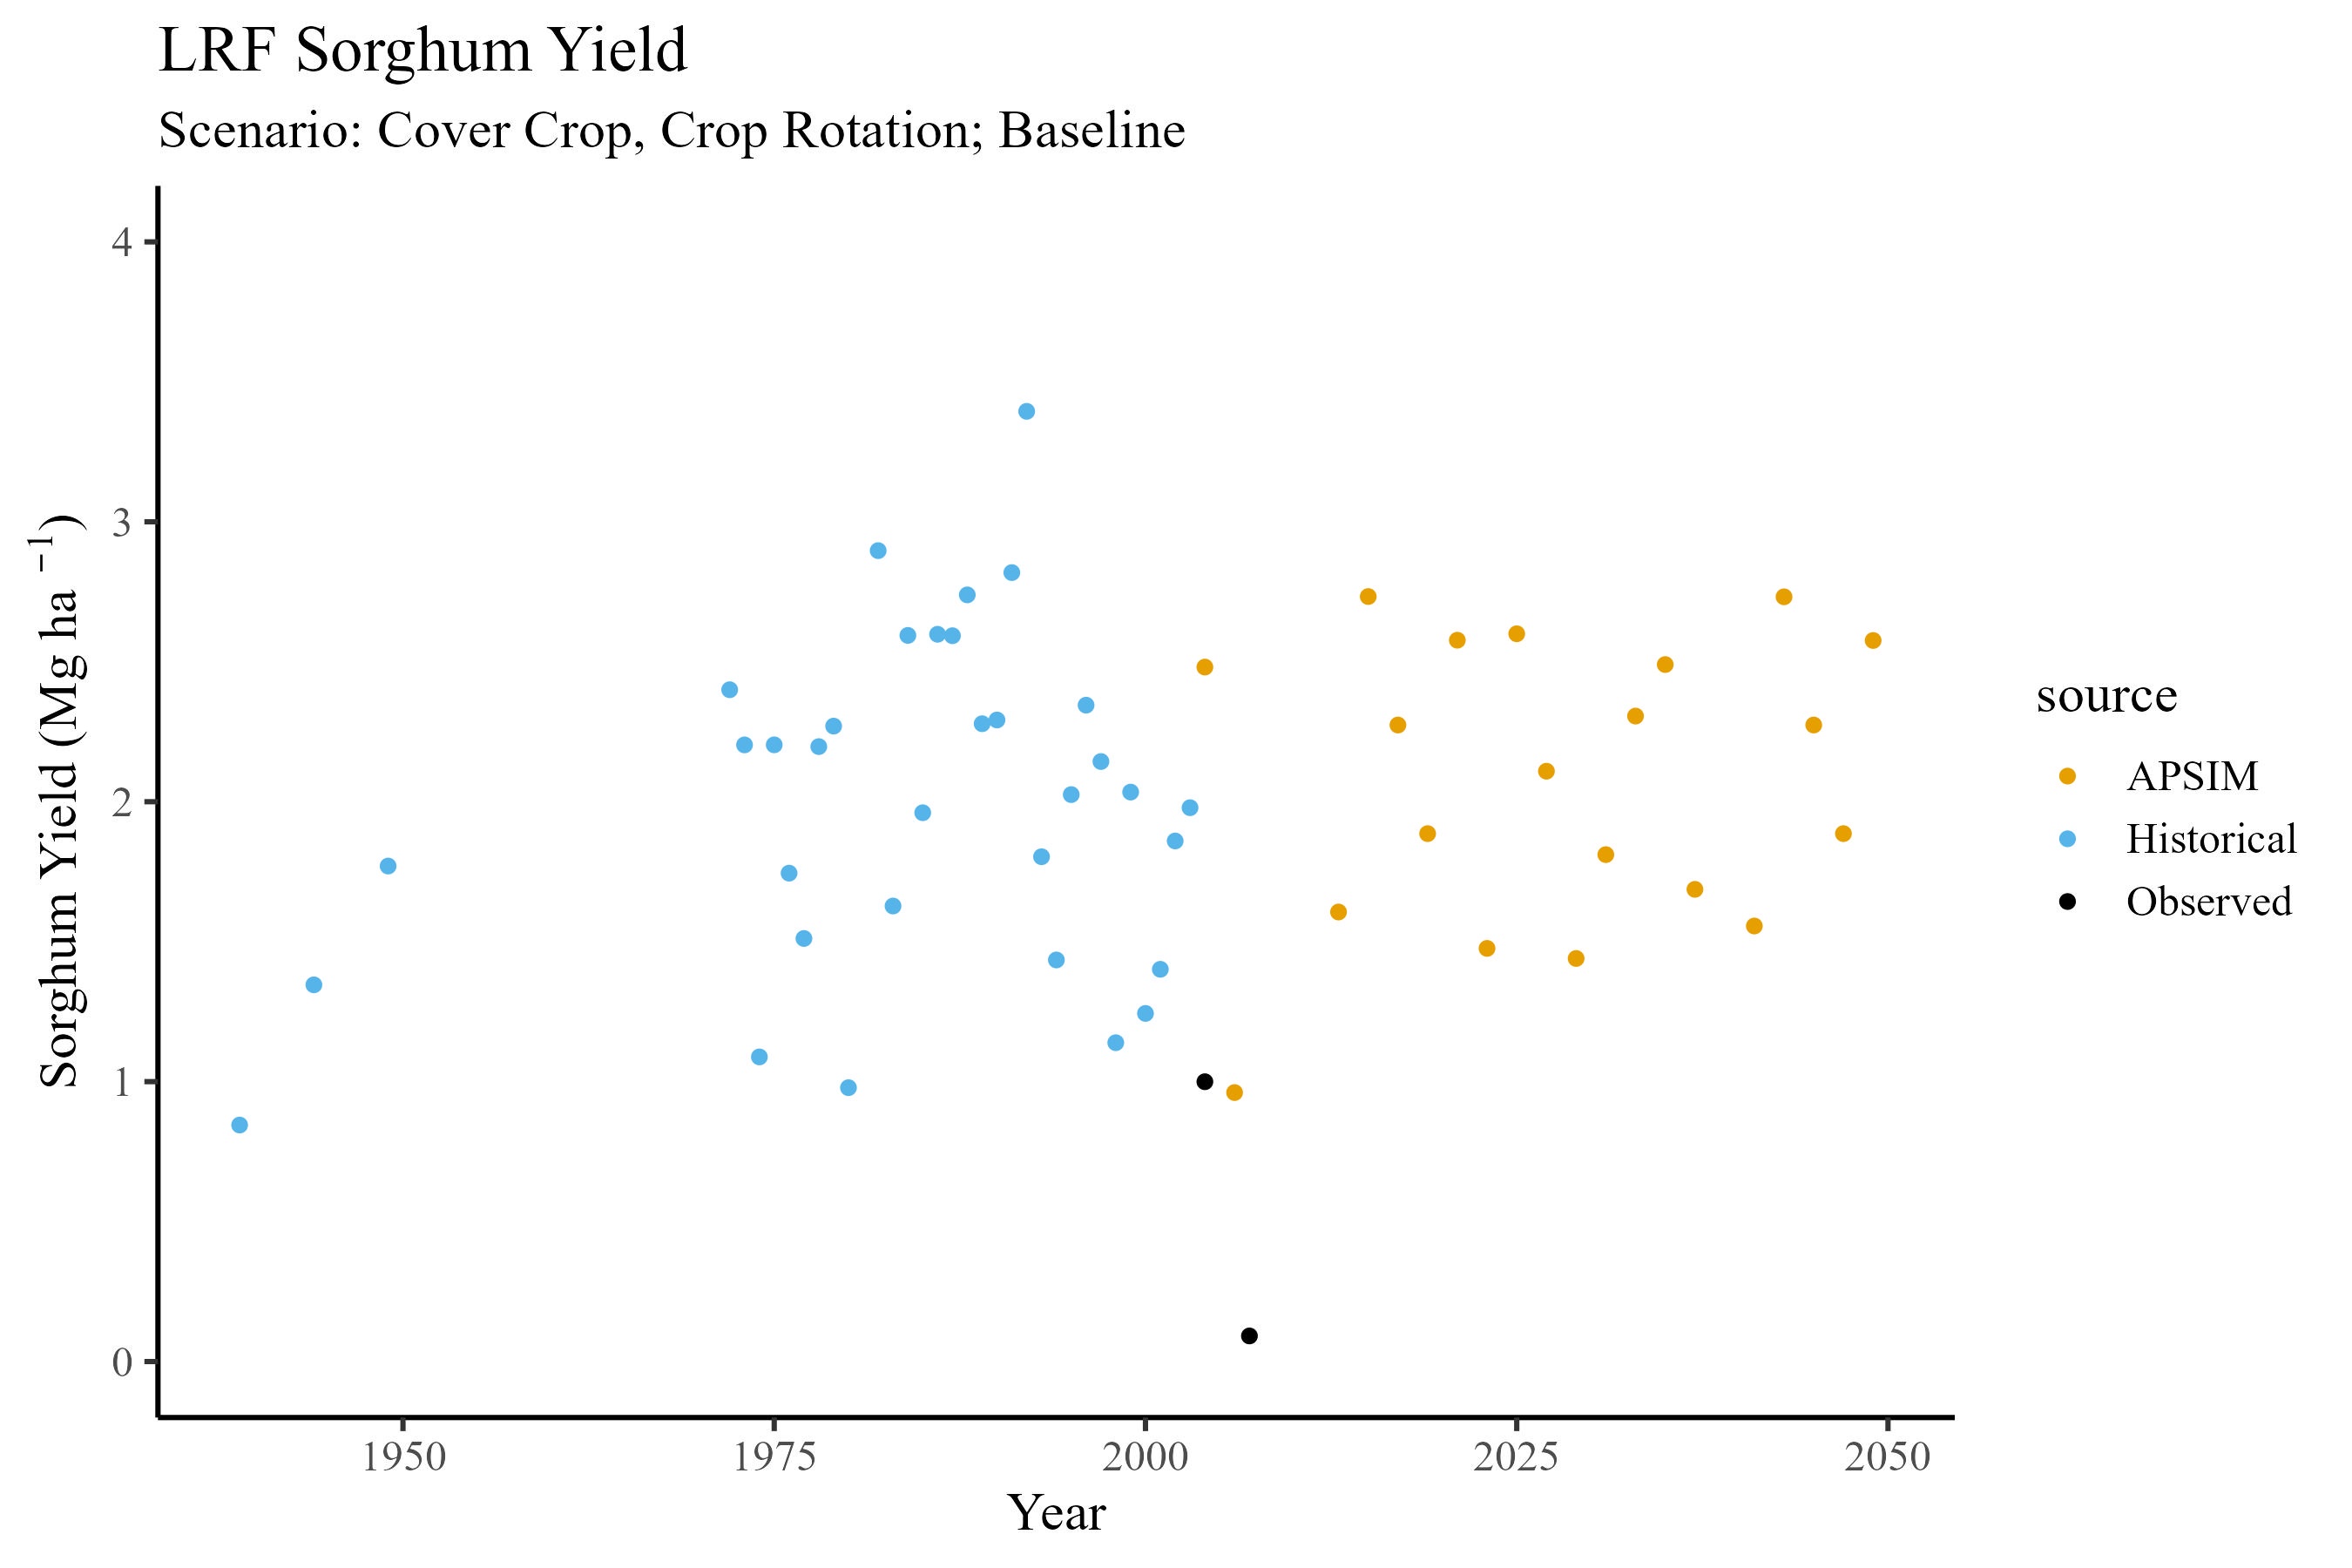 LRF Sorghum Yield
Scenario: Cover Crop, Crop Rotation; Baseline
Sorghum Yield (Mg ha ⁻¹)
4
3
2
1
0
1950 1975 2000 2025 2050
Year
source
APSIM
Historical
Observed